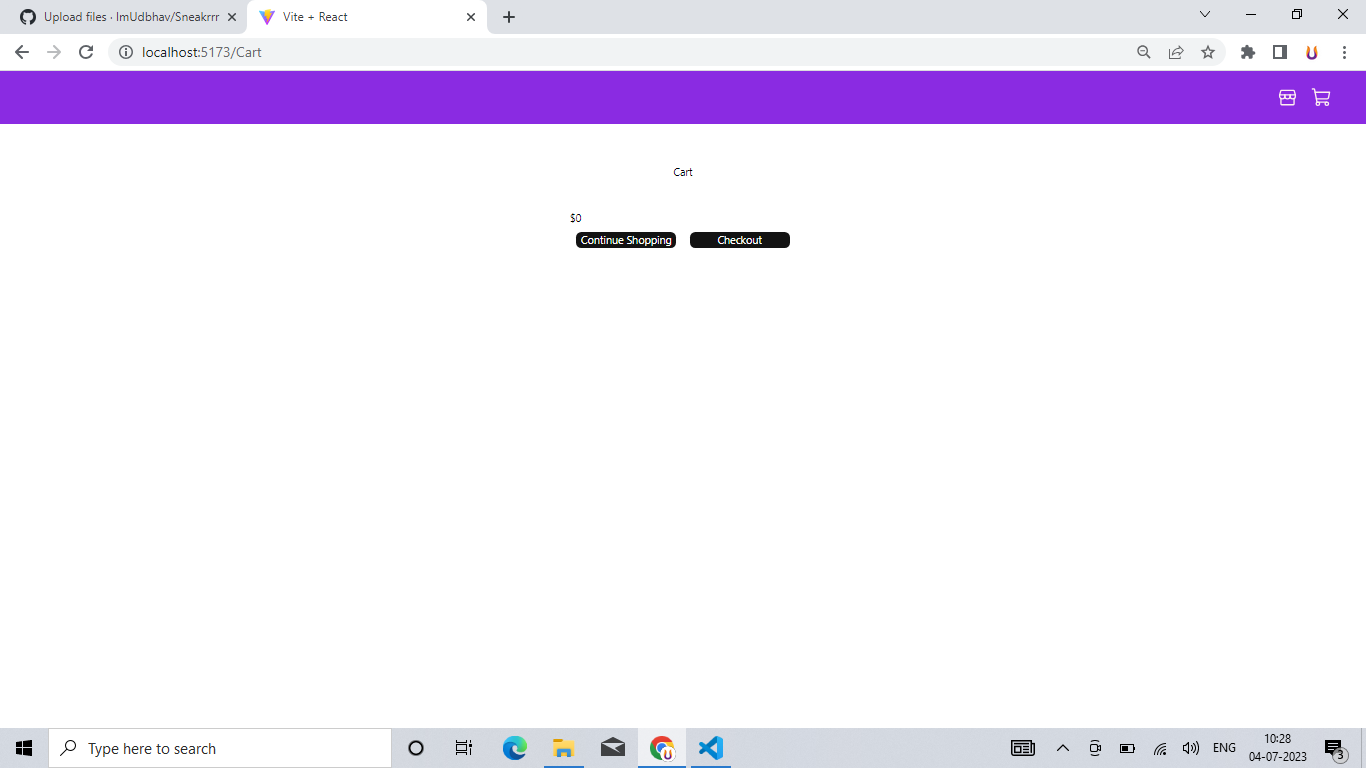 Upload files · ImUdbhav/Sneakrrr
Vite + React
localhost:5173/Cart
Cart
$0
Continue Shopping
Checkout
Type here to search
ENG
10:28
04-07-2023
3